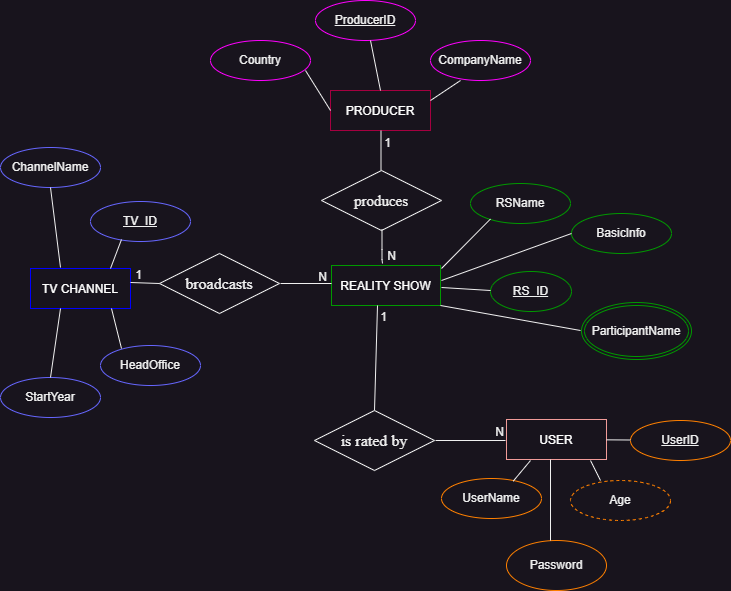 ProducerID
Country
CompanyName
PRODUCER
1
ChannelName
produces
RSName
TV_ID
BasicInfo
N
1
N
TV CHANNEL
broadcasts
REALITY SHOW
RS_ID
1
ParticipantName
HeadOffice
StartYear
N
is rated by
USER
UserID
UserName
Age
Password